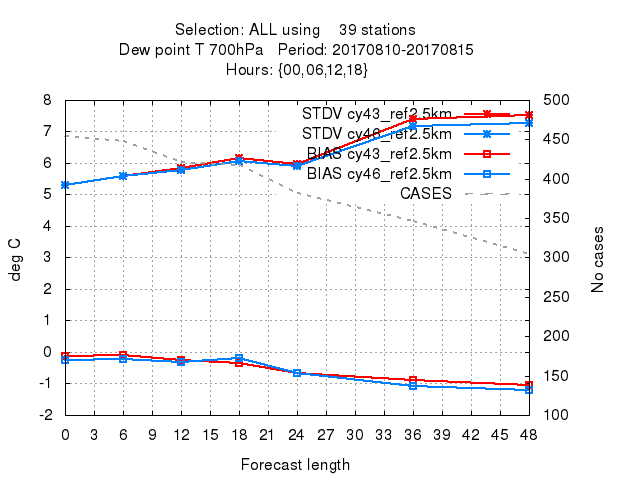 Selection: ALL using 39 stations
Dew point T 700hPa Period: 20170810-20170815
Hours: {00,06,12,18}
STDV cy43_ref2.5km
STDV cy46_ref2.5km
BIAS cy43_ref2.5km
BIAS cy46_ref2.5km
CASES
deg C
8
7
6
5
4
3
2
1
0
-1
-2
No cases
500
450
400
350
300
250
200
150
100
0 3 6 9 12 15 18 21 24 27 30 33 36 39 42 45 48
Forecast length